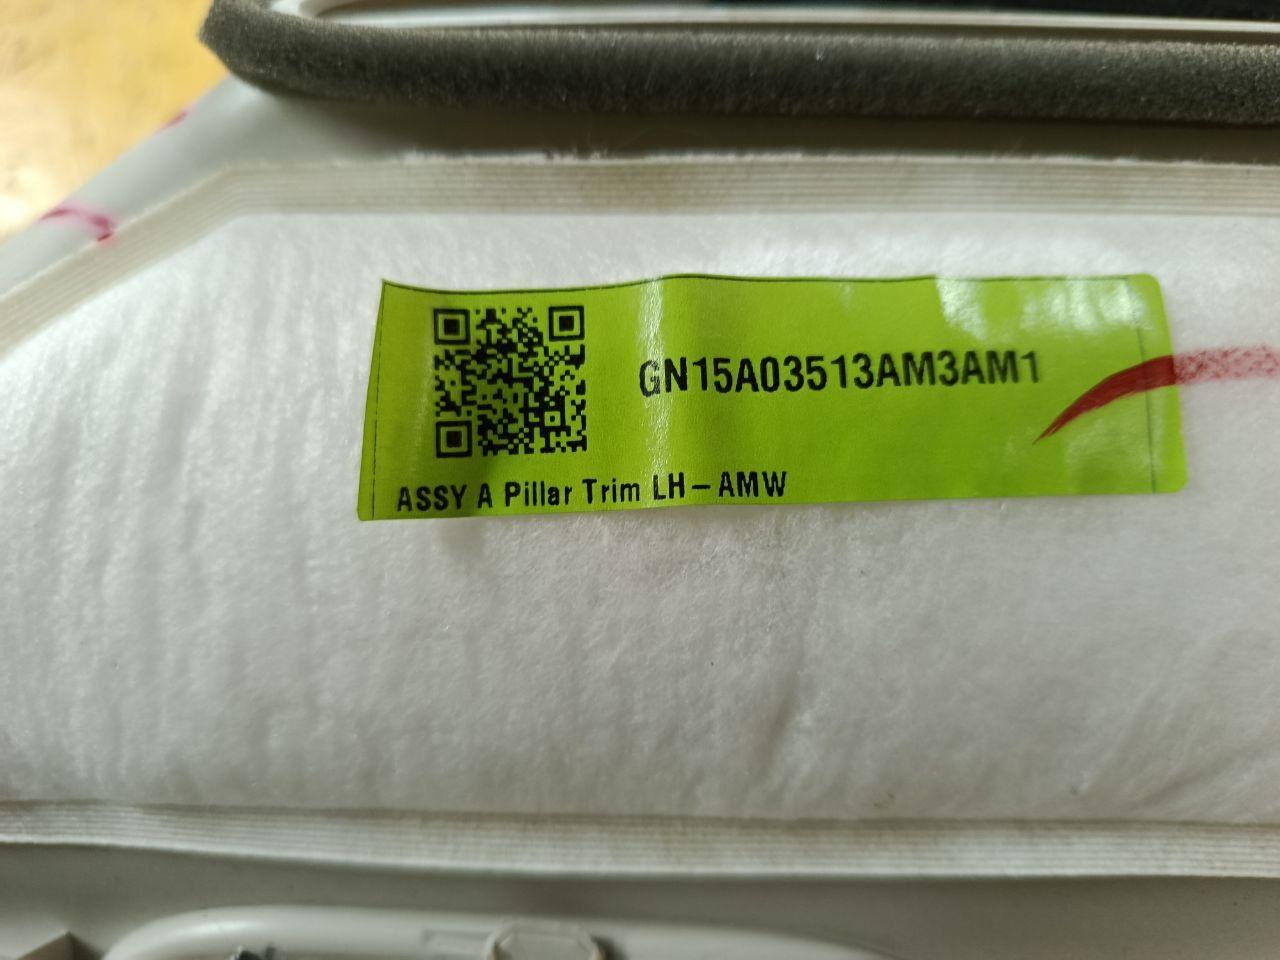 GN15A03513AM3AM1
ASSY A Pillar Trim LH-AMW